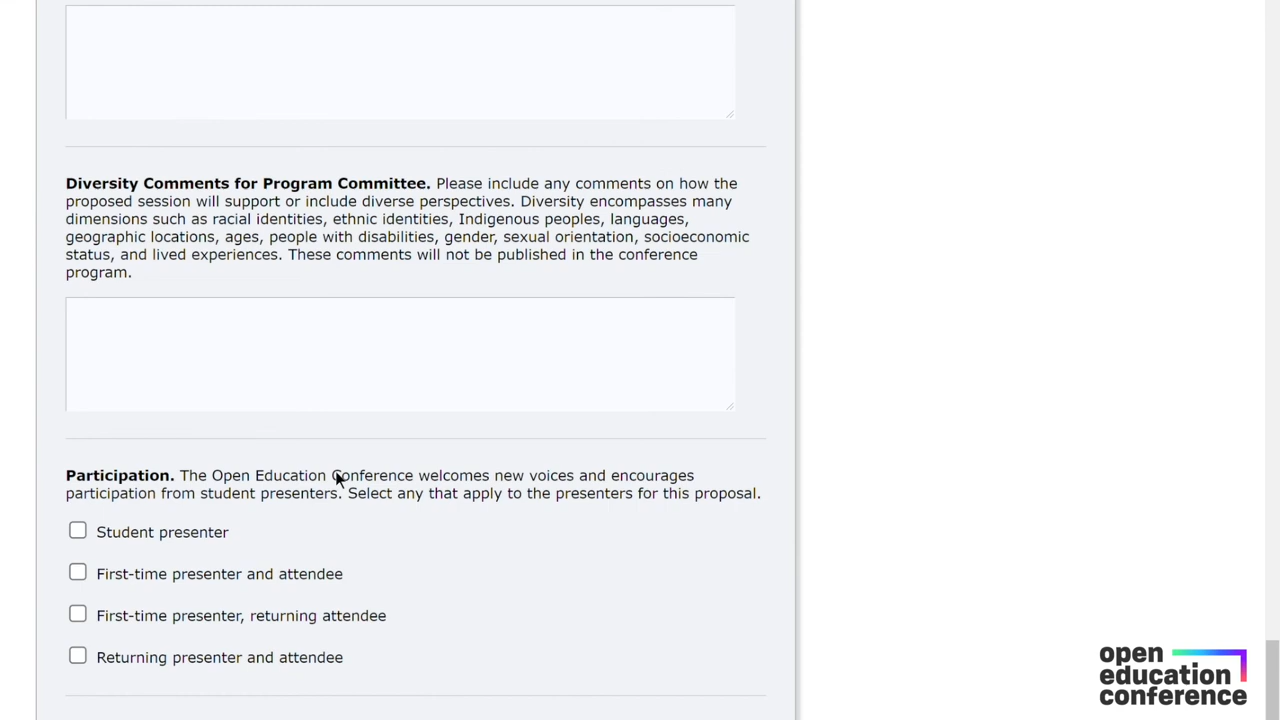 Diversity Comments for Program Committee. Please include any comments on how the
proposed session will support or include diverse perspectives. Diversity encompasses many
dimensions such as racial identities, ethnic identities, Indigenous peoples, languages,
geographic locations, ages, people with disabilities, gender, sexual orientation, socioeconomic
status, and lived experiences. These comments will not be published in the conference
program.
Participation. The Open Education Conference welcomes new voices and encourages
participation from student presenters. Select any that apply to the presenters for this proposal.
Student presenter
First-time presenter and attendee
First-time presenter, returning attendee
Returning presenter and attendee
open
education
conference